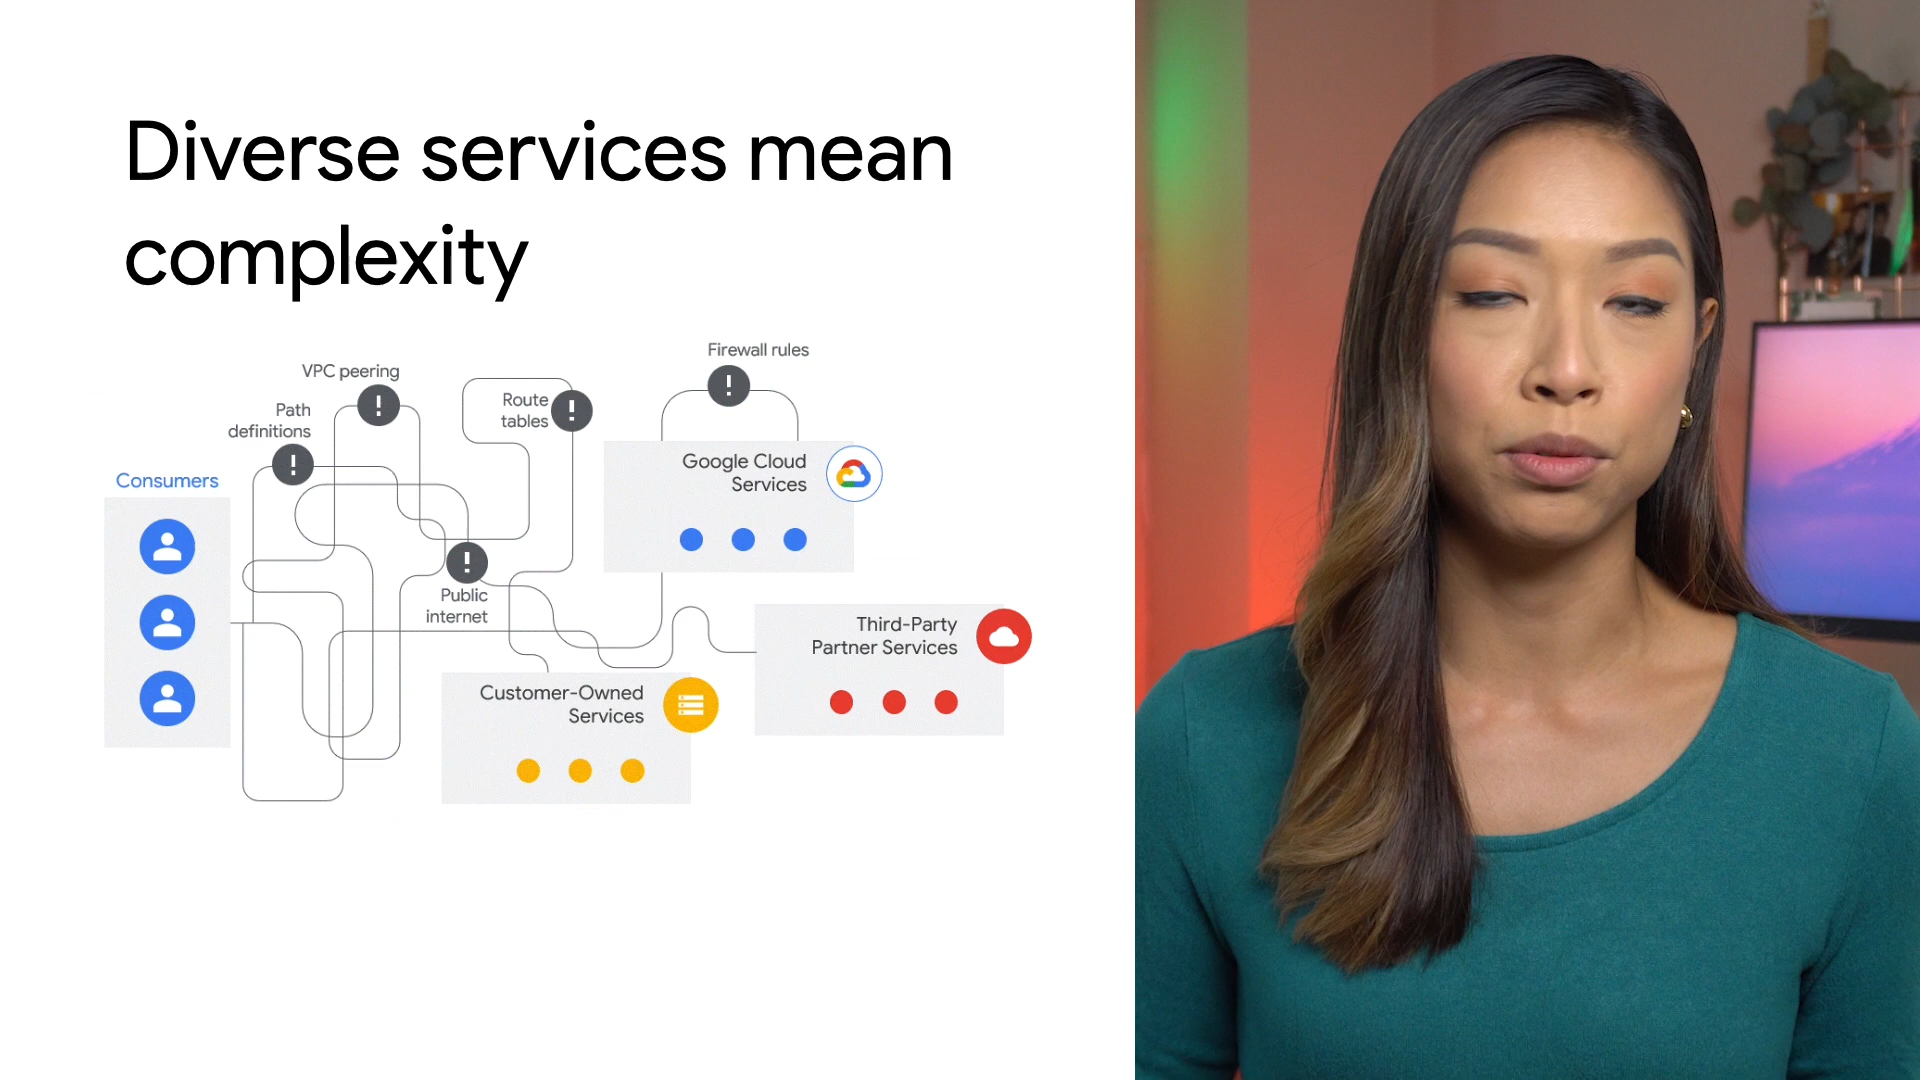 Diverse services mean
complexity
Firewall rules
VPC peering
Route
tables
Path
definitions
Google Cloud
Services
Consumers
Public
internet
Third-Party
Partner Services
Customer-Owned
Services